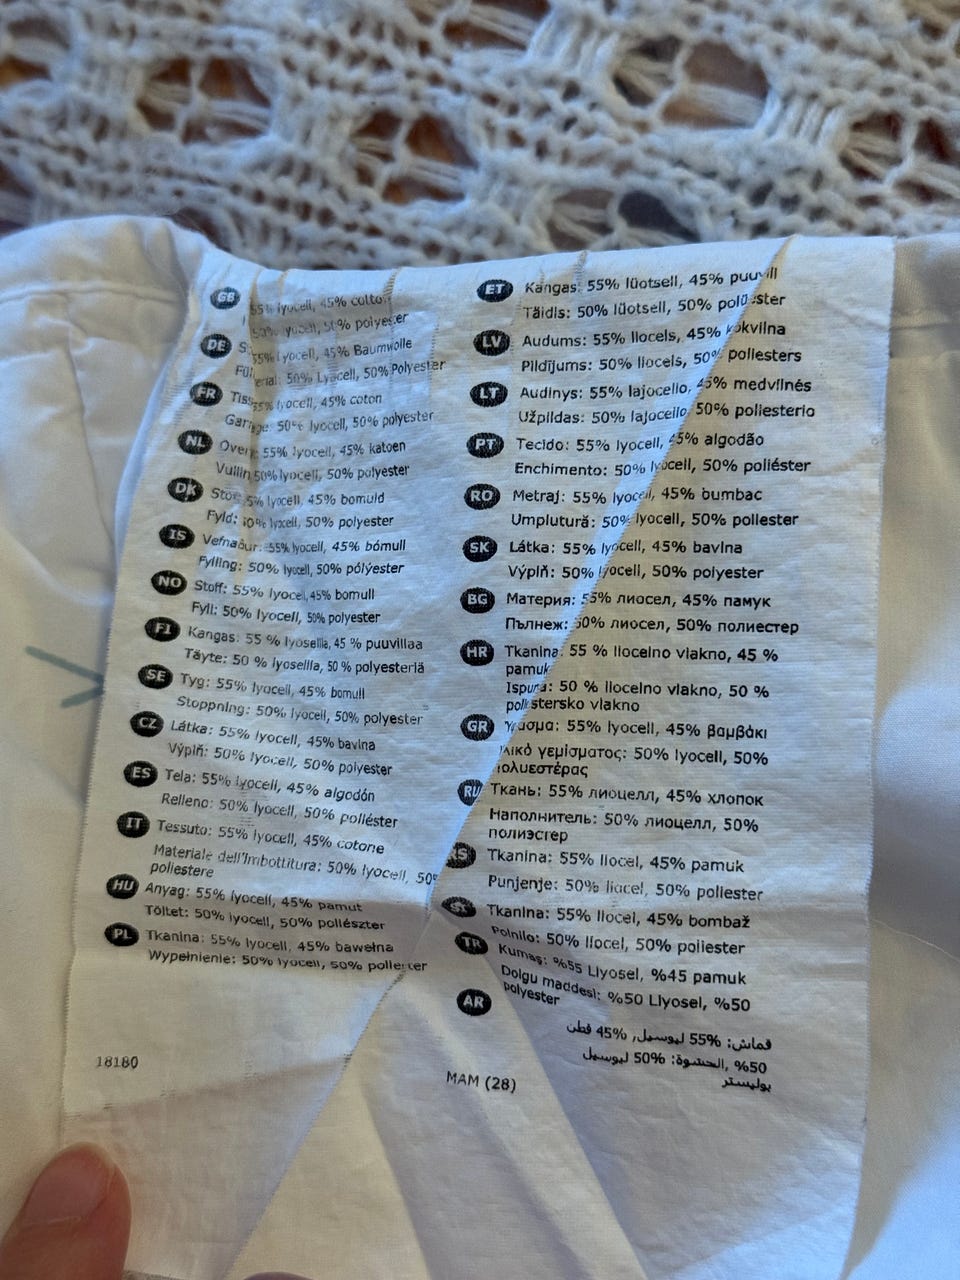 GB 55% lyocell, 45% cotton
50% lyocell, 50% polyester
DE 55% Lyocell, 45% Baumwolle
50% Lyocell, 50% Polyester
FR 55% lyocell, 45% coton
50% lyocell, 50% polyester
NL 55% lyocell, 45% katoen
50% lyocell, 50% polyester
DK 55% lyocell, 45% bomuld
Fyld: 50% lyocell, 50% polyester
IS Vefnaður: 55% lyocell, 45% bómull
Fylling: 50% lyocell, 50% pólýester
NO Stoff: 55% lyocell, 45% bomull
Fyll: 50% lyocell, 50% polyester
FI Kangas: 55 % lyosellia, 45 % puuvillaa
Täyte: 50 % lyosellia, 50 % polyesteriä
SE Tyg: 55% lyocell, 45% bomull
Stoppning: 50% lyocell, 50% polyester
CZ Látka: 55% lyocell, 45% bavlna
Výplň: 50% lyocell, 50% polyester
ES Tela: 55% lyocell, 45% algodón
Relleno: 50% lyocell, 50% poliéster
IT Tessuto: 55% lyocell, 45% cotone
Materiale dell'imbottitura: 50% lyocell, 50%
poliestere
HU Anyag: 55% lyocell, 45% pamut
Töltet: 50% lyocell, 50% poliészter
PL Tkanina: 55% lyocell, 45% bawełna
Wypełnienie: 50% lyocell, 50% poliester
18180
ET Kangas: 55% lüotsell, 45% puuvill
Täidis: 50% lüotsell, 50% polüester
LV Audums: 55% liocels, 45% kokvilna
Pildījums: 50% liocels, 50% poliesters
LT Audinys: 55% lajocelio, 45% medvilnės
Užpildas: 50% lajocelio, 50% poliesterio
PT Tecido: 55% lyocell, 45% algodão
Enchimento: 50% lyocell, 50% poliéster
RO Metraj: 55% lyocell, 45% bumbac
Umplutură: 50% lyocell, 50% poliester
SK Látka: 55% lyocell, 45% bavlna
Výplň: 50% lyocell, 50% polyester
BG Материя: 55% лиосел, 45% памук
Пълнеж: 50% лиосел, 50% полиестер
HR Tkanina: 55 % liocelno vlakno, 45 %
pamuk
Ispuna: 50 % liocelno vlakno, 50 %
poliestersko vlakno
GR Ύφασμα: 55% lyocell, 45% βαμβάκι
Υλικό γεμίσματος: 50% lyocell, 50%
πολυεστέρας
RU Ткань: 55% лиоцелл, 45% хлопок
Наполнитель: 50% лиоцелл, 50%
полиэстер
RS Tkanina: 55% liocel, 45% pamuk
Punjenje: 50% liocel, 50% poliester
Tkanina: 55% liocel, 45% bombaž
Polnilo: 50% liocel, 50% poliester
TR Kumaş: %55 Liyosel, %45 pamuk
Dolgu maddesi: %50 Liyosel, %50
polyester
AR
قماش: 55% ليوسيل, 45% قطن
الحشوة: 50% ليوسيل, 50%
بوليستر
MAM (28)